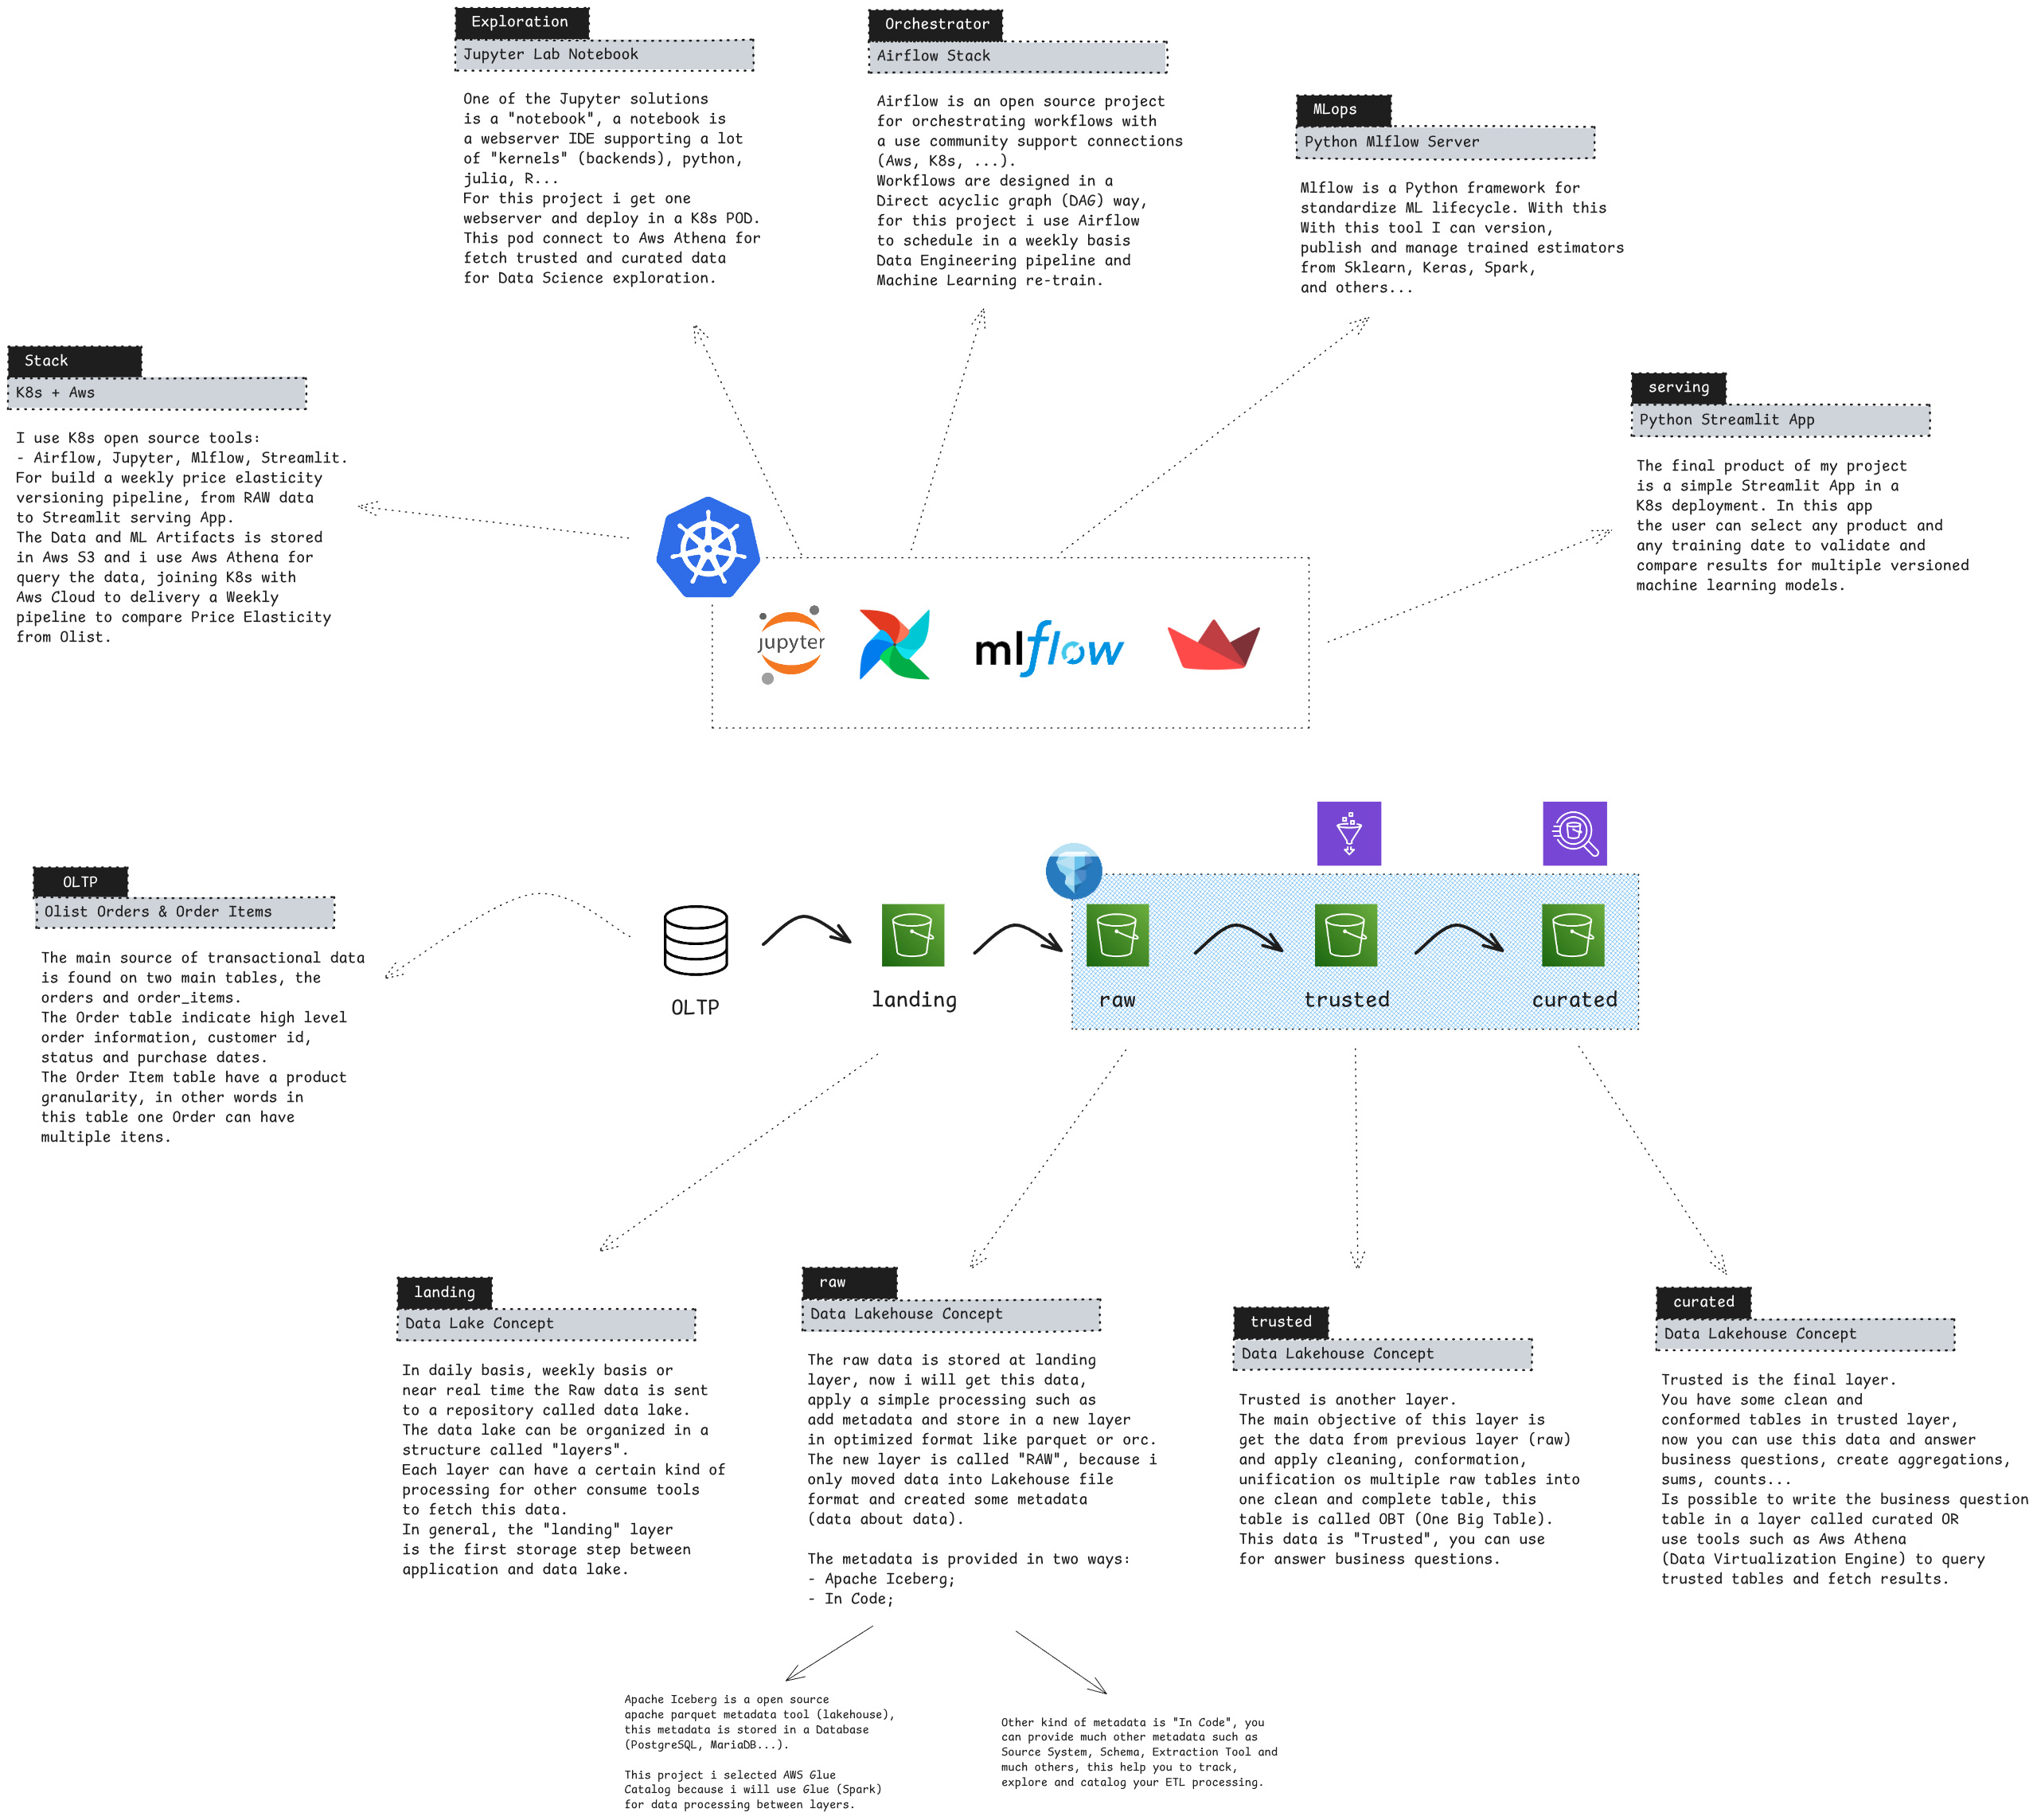 Exploration
Jupyter Lab Notebook
One of the Jupyter solutions
is a "notebook", a notebook is
a webserver IDE supporting a lot
of "kernels" (backends), python,
julia, R...
For this project i get one
webserver and deploy in a K8s POD.
This pod connect to Aws Athena for
fetch trusted and curated data
for Data Science exploration.
Orchestrator
Airflow Stack
Airflow is an open source project
for orchestrating workflows with
a use community support connections
(Aws, K8s, ...).
Workflows are designed in a
Direct acyclic graph (DAG) way,
for this project i use Airflow
to schedule in a weekly basis
Data Engineering pipeline and
Machine Learning re-train.
MLops
Python Mlflow Server
Mlflow is a Python framework for
standardize ML lifecycle. With this
With this tool I can version,
publish and manage trained estimators
from Sklearn, Keras, Spark,
and others...
Stack
K8s + Aws
I use K8s open source tools:
- Airflow, Jupyter, Mlflow, Streamlit.
For build a weekly price elasticity
versioning pipeline, from RAW data
to Streamlit serving App.
The Data and ML Artifacts is stored
in Aws S3 and i use Aws Athena for
query the data, joining K8s with
Aws Cloud to delivery a Weekly
pipeline to compare Price Elasticity
from Olist.
serving
Python Streamlit App
The final product of my project
is a simple Streamlit App in a
K8s deployment. In this app
the user can select any product and
any training date to validate and
compare results for multiple versioned
machine learning models.
jupyter
mlflow
OLTP
Olist Orders & Order Items
The main source of transactional data
is found on two main tables, the
orders and order_items.
The Order table indicate high level
order information, customer id,
status and purchase dates.
The Order Item table have a product
granularity, in other words in
this table one Order can have
multiple itens.
OLTP
landing
raw
trusted
curated
landing
Data Lake Concept
In daily basis, weekly basis or
near real time the Raw data is sent
to a repository called data lake.
The data lake can be organized in a
structure called "layers".
Each layer can have a certain kind of
processing for other consume tools
to fetch this data.
In general, the "landing" layer
is the first storage step between
application and data lake.
raw
Data Lakehouse Concept
The raw data is stored at landing
layer, now i will get this data,
apply a simple processing such as
add metadata and store in a new layer
in optimized format like parquet or orc.
The new layer is called "RAW", because i
only moved data into Lakehouse file
format and created some metadata
(data about data).
The metadata is provided in two ways:
- Apache Iceberg;
- In Code;
trusted
Data Lakehouse Concept
Trusted is another layer.
The main objective of this layer is
get the data from previous layer (raw)
and apply cleaning, conformation,
unification os multiple raw tables into
one clean and complete table, this
table is called OBT (One Big Table).
This data is "Trusted", you can use
for answer business questions.
curated
Data Lakehouse Concept
Trusted is the final layer.
You have some clean and
conformed tables in trusted layer,
now you can use this data and answer
business questions, create aggregations,
sums, counts...
Is possible to write the business question
table in a layer called curated OR
use tools such as Aws Athena
(Data Virtualization Engine) to query
trusted tables and fetch results.
Apache Iceberg is a open source
apache parquet metadata tool (lakehouse),
this metadata is stored in a Database
(PostgreSQL, MariaDB...).
This project i selected AWS Glue
Catalog because i will use Glue (Spark)
for data processing between layers.
Other kind of metadata is "In Code", you
can provide much other metadata such as
Source System, Schema, Extraction Tool and
much others, this help you to track,
explore and catalog your ETL processing.